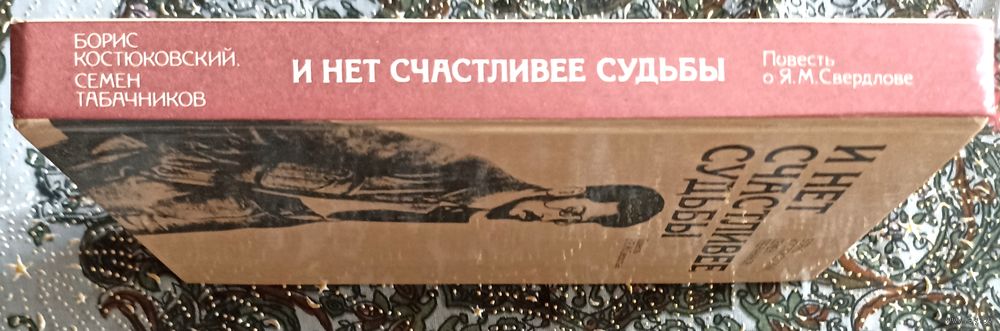 БОРИС
КОСТЮКОВСКИЙ.
СЕМЕН
ТАБАЧНИКОВ
И НЕТ СЧАСТЛИВЕЕ СУДЬБЫ
Повесть
о Я.М.Свердлове
И НЕТ
СЧАСТЛИВЕЕ
СУДЬБЫ